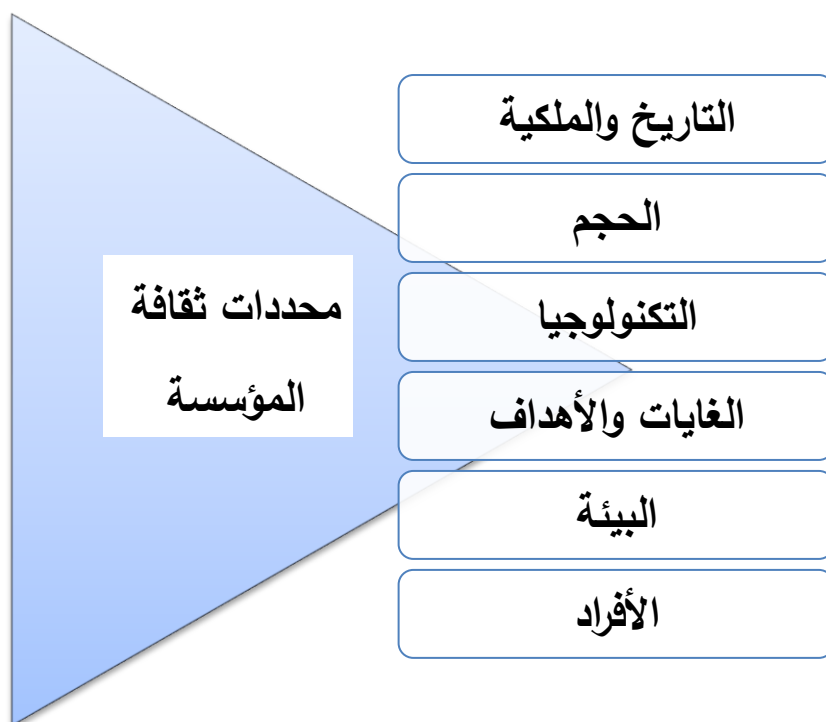 محددات ثقافة
المؤسسة
التاريخ والملكية
الحجم
التكنولوجيا
الغايات والأهداف
البيئة
الأفراد